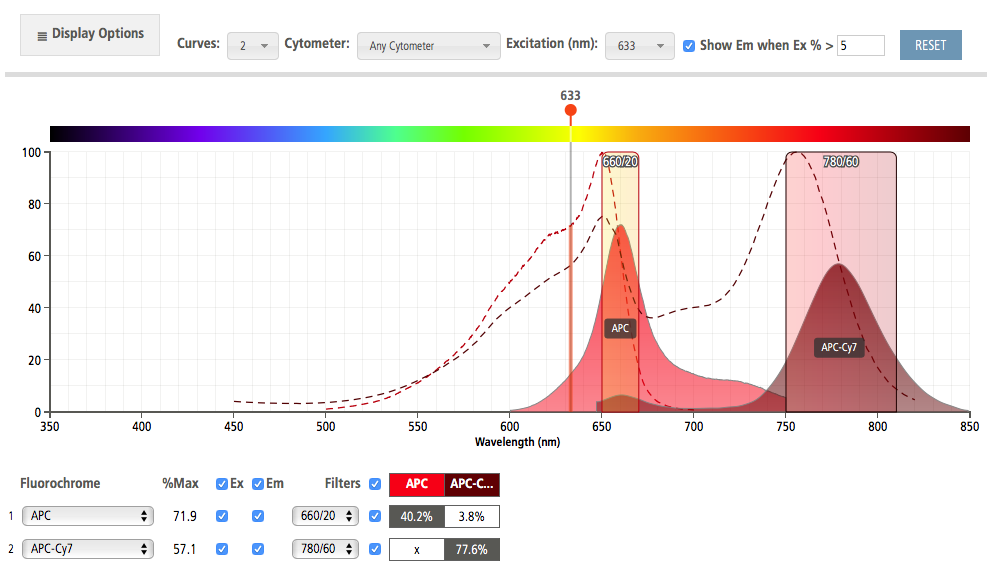 ≣ Display Options Curves: 2 Cytometer: Any Cytometer Excitation (nm): 633 Show Em when Ex % > 5 RESET
633
100 660/20 780/60
80
60
40
APC
APC-Cy7
20
0
350 400 450 500 550 600 650 700 750 800 850
Wavelength (nm)
Fluorochrome %Max Ex Em Filters APC APC-C...
1 APC 71.9 660/20 40.2% 3.8%
2 APC-Cy7 57.1 780/60 x 77.6%